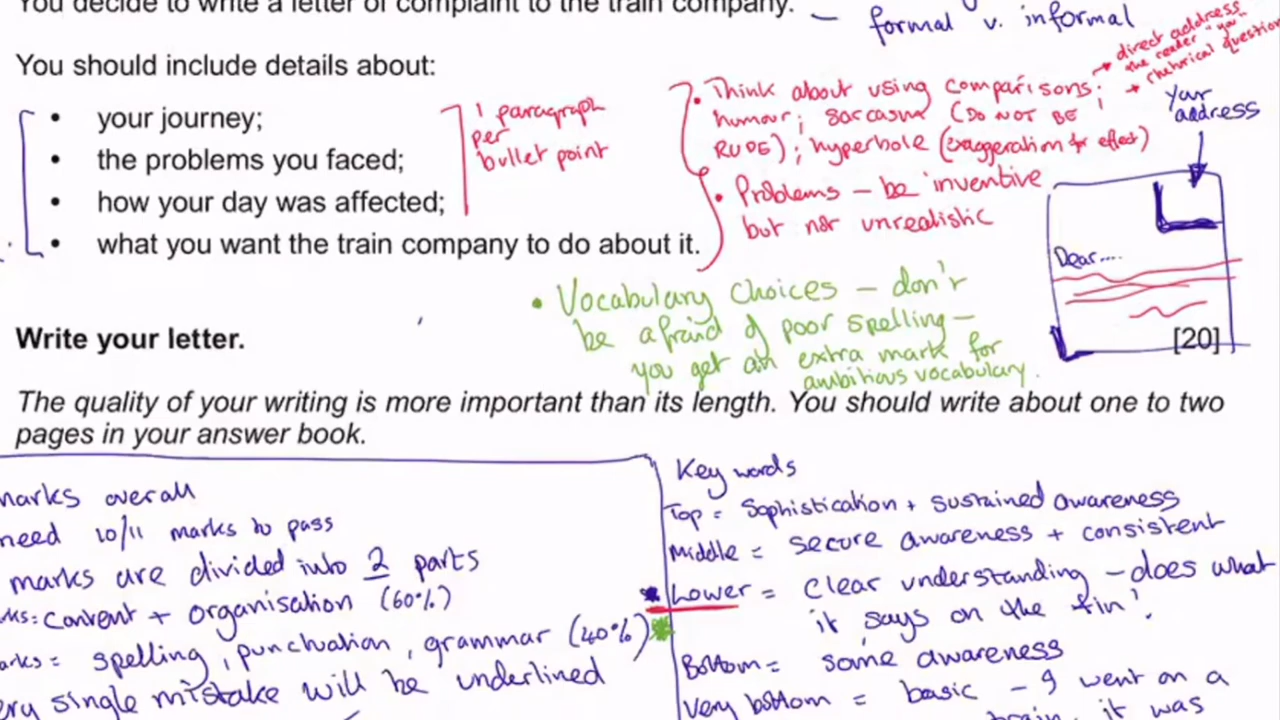 You decide to write a letter of complaint to the train company.
– formal v. informal
You should include details about:
• your journey;
• the problems you faced;
• how your day was affected;
• what you want the train company to do about it.
1 paragraph
per
bullet point
• Think about using comparisons;
humour; sarcasm (DO NOT BE
RUDE); hyperbole (exaggeration for effect)
• Problems – be inventive
but not unrealistic
direct address
the reader "you"
rhetorical question
Your
address
Dear....
• Vocabulary choices – don't
be afraid of poor spelling –
you get an extra mark for
ambitious vocabulary.
[20]
Write your letter.
The quality of your writing is more important than its length. You should write about one to two
pages in your answer book.
marks overall
need 10/11 marks to pass
marks are divided into 2 parts
content + organisation (60%)
spelling, punctuation, grammar (40%)
single mistake will be underlined
Key words
Top = Sophistication + sustained awareness
Middle = secure awareness + consistent
* Lower = clear understanding – does what
it says on the tin'.
Bottom = some awareness
Very bottom = basic – I went on a
train, it was